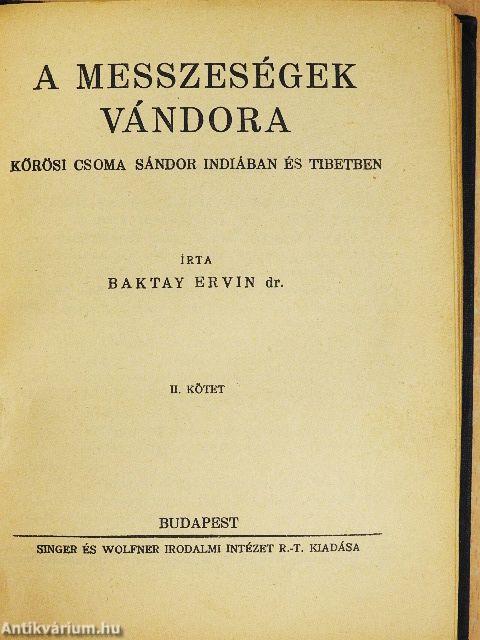 A MESSZESÉGEK
VÁNDORA
KŐRÖSI CSOMA SÁNDOR INDIÁBAN ÉS TIBETBEN
ÍRTA
BAKTAY ERVIN dr.
II. KÖTET
BUDAPEST
SINGER ÉS WOLFNER IRODALMI INTÉZET R.-T. KIADÁSA
Antikvárium.hu